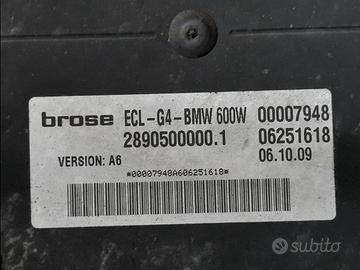 brose ECL-G4-BMW 600W 00007948
2890500000.1 06251618
VERSION: A6 06.10.09
*00007948A606251618*
subito